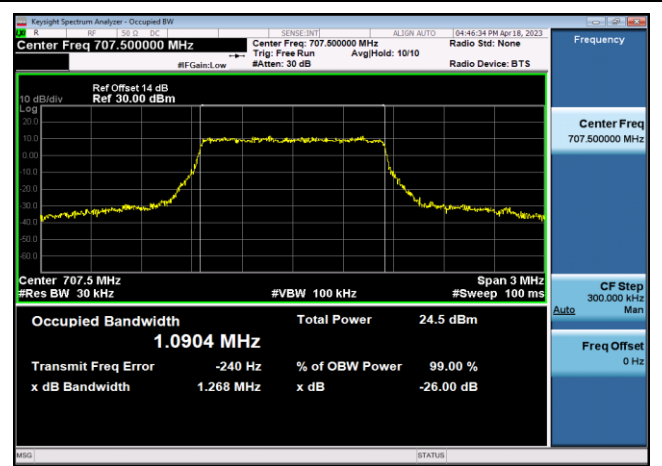 Keysight Spectrum Analyzer - Occupied BW
R RF 50 Ω DC SENSE:INT ALIGN AUTO 04:46:34 PM Apr 18, 2023
Center Freq 707.500000 MHz
Center Freq: 707.500000 MHz Radio Std: None
Trig: Free Run Avg|Hold: 10/10
#IFGain:Low #Atten: 30 dB Radio Device: BTS
Frequency
Ref Offset 14 dB
10 dB/div Ref 30.00 dBm
Log
20.0
10.0
0.00
-10.0
-20.0
-30.0
-40.0
-50.0
-60.0
Center Freq
707.500000 MHz
Center 707.5 MHz Span 3 MHz
#Res BW 30 kHz #VBW 100 kHz #Sweep 100 ms
CF Step
300.000 kHz
Auto Man
Occupied Bandwidth Total Power 24.5 dBm
1.0904 MHz
Transmit Freq Error -240 Hz % of OBW Power 99.00 %
x dB Bandwidth 1.268 MHz x dB -26.00 dB
Freq Offset
0 Hz
MSG STATUS